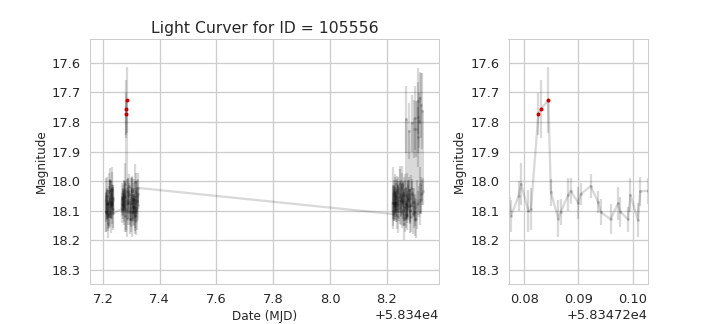 Light Curver for ID = 105556
Magnitude
17.6
17.7
17.8
17.9
18.0
18.1
18.2
18.3
7.2 7.4 7.6 7.8 8.0 8.2
Date (MJD)
+5.834e4
Magnitude
17.6
17.7
17.8
17.9
18.0
18.1
18.2
18.3
0.08 0.09 0.10
+5.83472e4